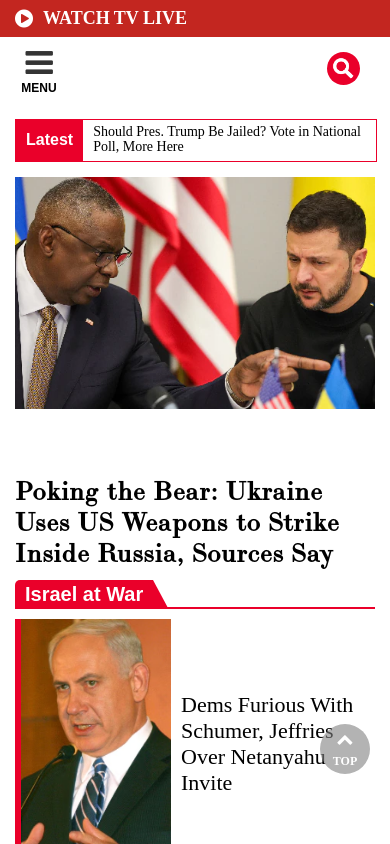 WATCH TV LIVE
MENU
Latest
Should Pres. Trump Be Jailed? Vote in National
Poll, More Here
Poking the Bear: Ukraine
Uses US Weapons to Strike
Inside Russia, Sources Say
Israel at War
Dems Furious With
Schumer, Jeffries
Over Netanyahu
Invite
TOP